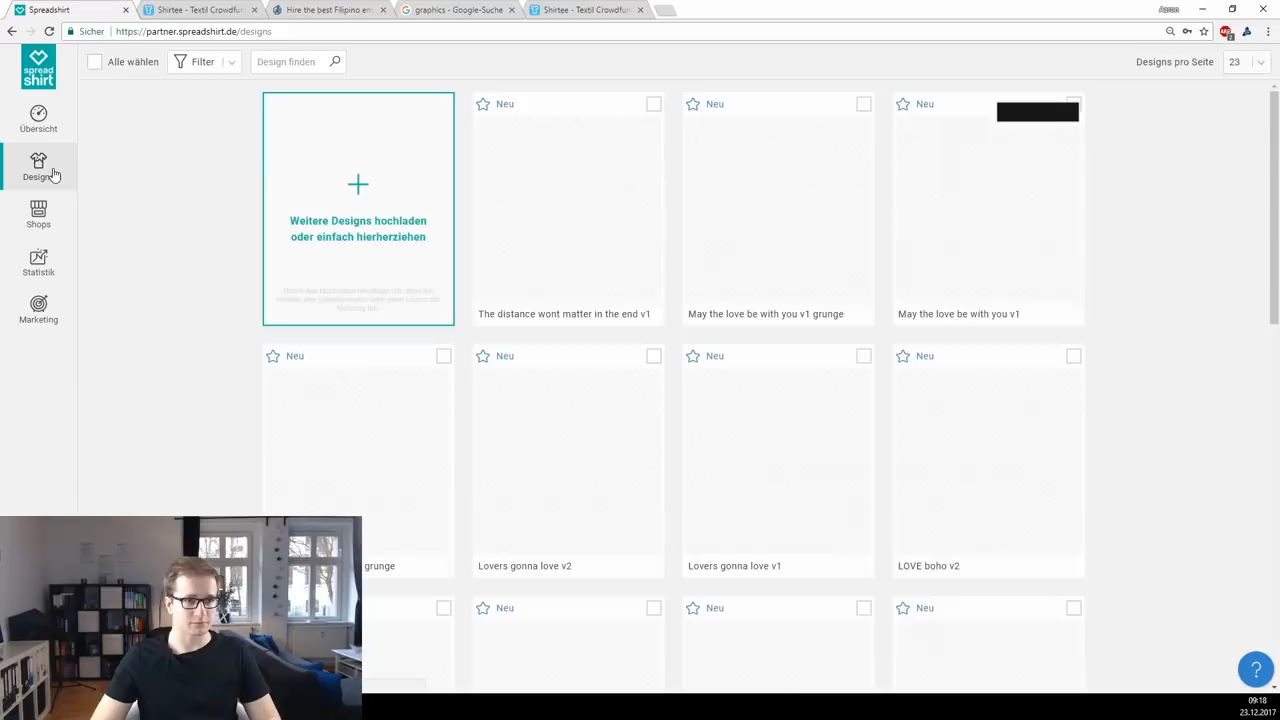 Spreadshirt
Shirtee - Textil Crowdfun
Hire the best Filipino em
graphics - Google-Suche
Shirtee - Textil Crowdfun
Aaron
Sicher
https://partner.spreadshirt.de/designs
spread
shirt
Alle wählen
Filter
Design finden
Designs pro Seite
23
Übersicht
Design
Shops
Statistik
Marketing
Weitere Designs hochladen
oder einfach hierherziehen
Neu
The distance wont matter in the end v1
Neu
May the love be with you v1 grunge
Neu
May the love be with you v1
Neu
grunge
Neu
Lovers gonna love v2
Neu
Lovers gonna love v1
Neu
LOVE boho v2
Neu
Neu
Neu
?
09:18
23.12.2017